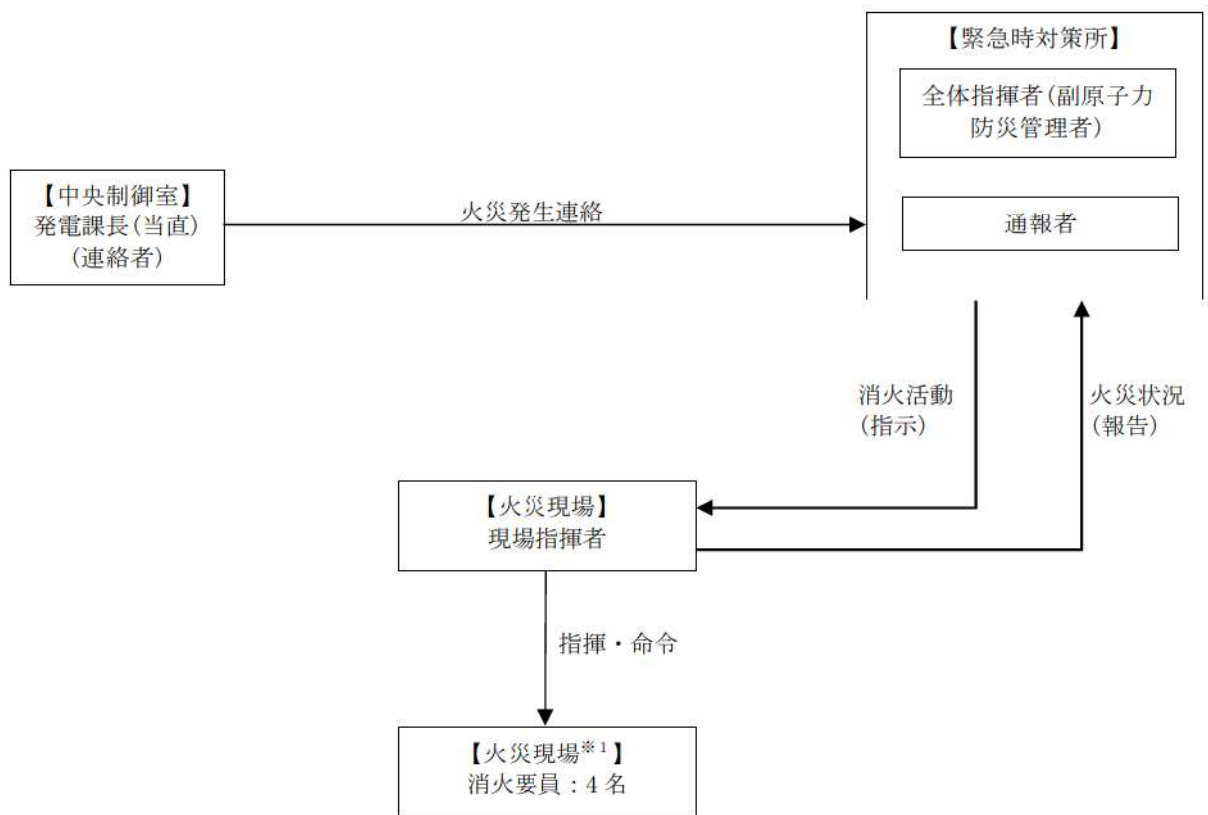 【緊急時対策所】
全体指揮者(副原子力
防災管理者)
【中央制御室】
発電課長(当直)
(連絡者)
火災発生連絡
通報者
消火活動
(指示)
火災状況
(報告)
【火災現場】
現場指揮者
指揮・命令
【火災現場※1】
消火要員:4名